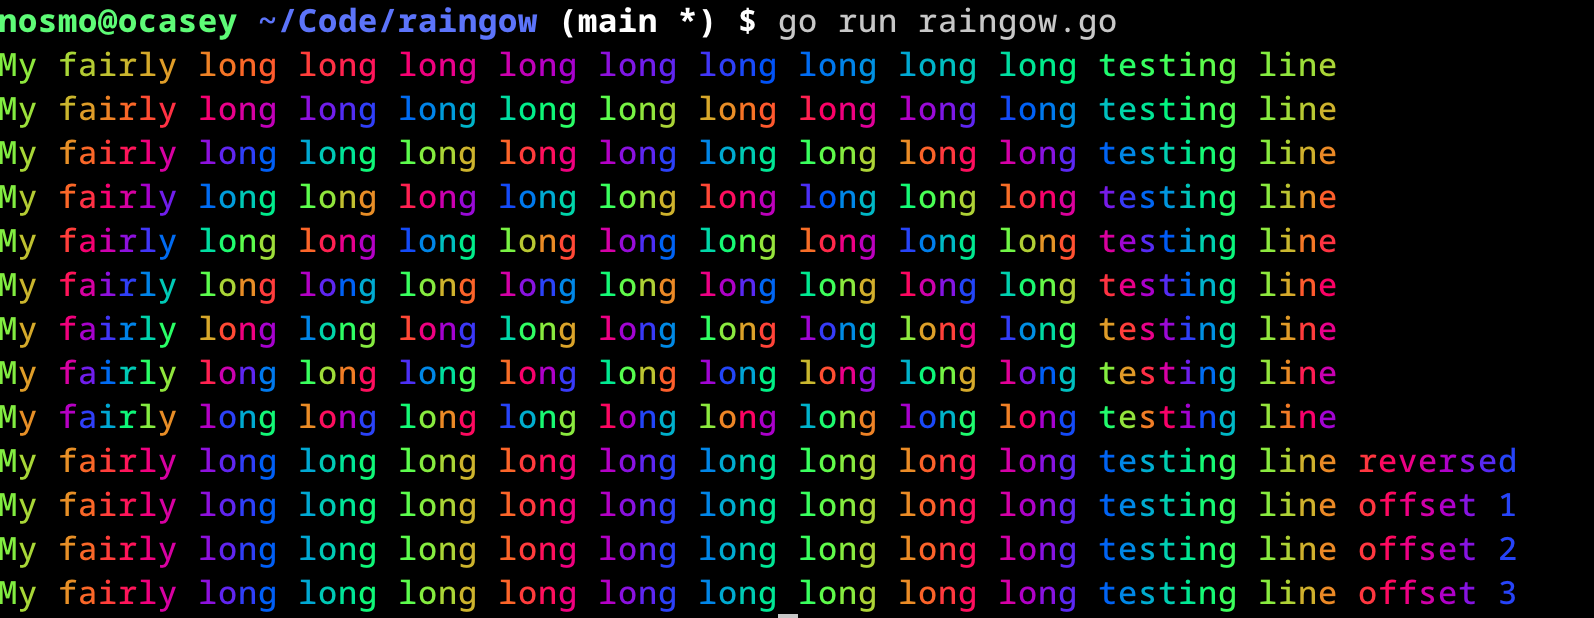 nosmo@ocasey ~/Code/raingow (main *) $ go run raingow.go
My fairly long long long long long long long long long testing line
My fairly long long long long long long long long long testing line
My fairly long long long long long long long long long testing line
My fairly long long long long long long long long long testing line
My fairly long long long long long long long long long testing line
My fairly long long long long long long long long long testing line
My fairly long long long long long long long long long testing line
My fairly long long long long long long long long long testing line
My fairly long long long long long long long long long testing line
My fairly long long long long long long long long long testing line reversed
My fairly long long long long long long long long long testing line offset 1
My fairly long long long long long long long long long testing line offset 2
My fairly long long long long long long long long long testing line offset 3